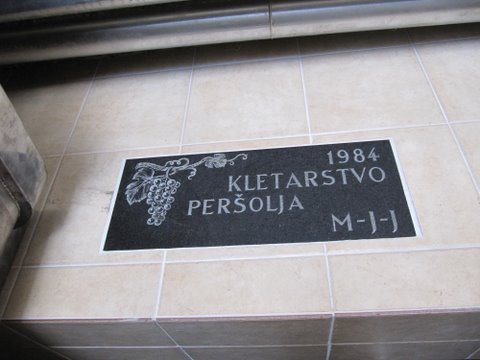 1984
KLETARSTVO
PERŠOLJA
M-J-J